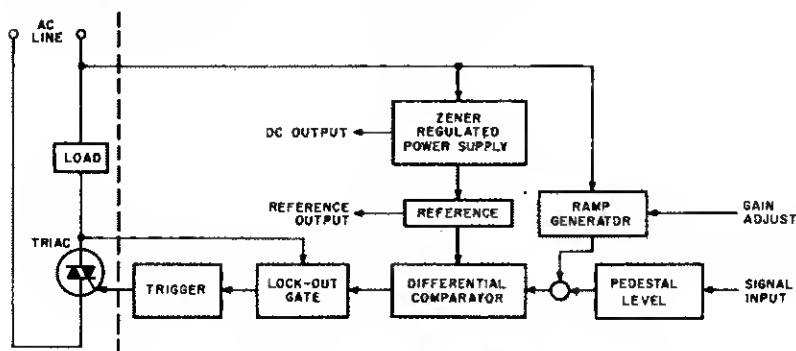 AC
LINE
ZENER
REGULATED
POWER SUPPLY
DC OUTPUT
LOAD
REFERENCE
OUTPUT
REFERENCE
RAMP
GENERATOR
GAIN
ADJUST
TRIAC
TRIGGER
LOCK-OUT
GATE
DIFFERENTIAL
COMPARATOR
PEDESTAL
LEVEL
SIGNAL
INPUT